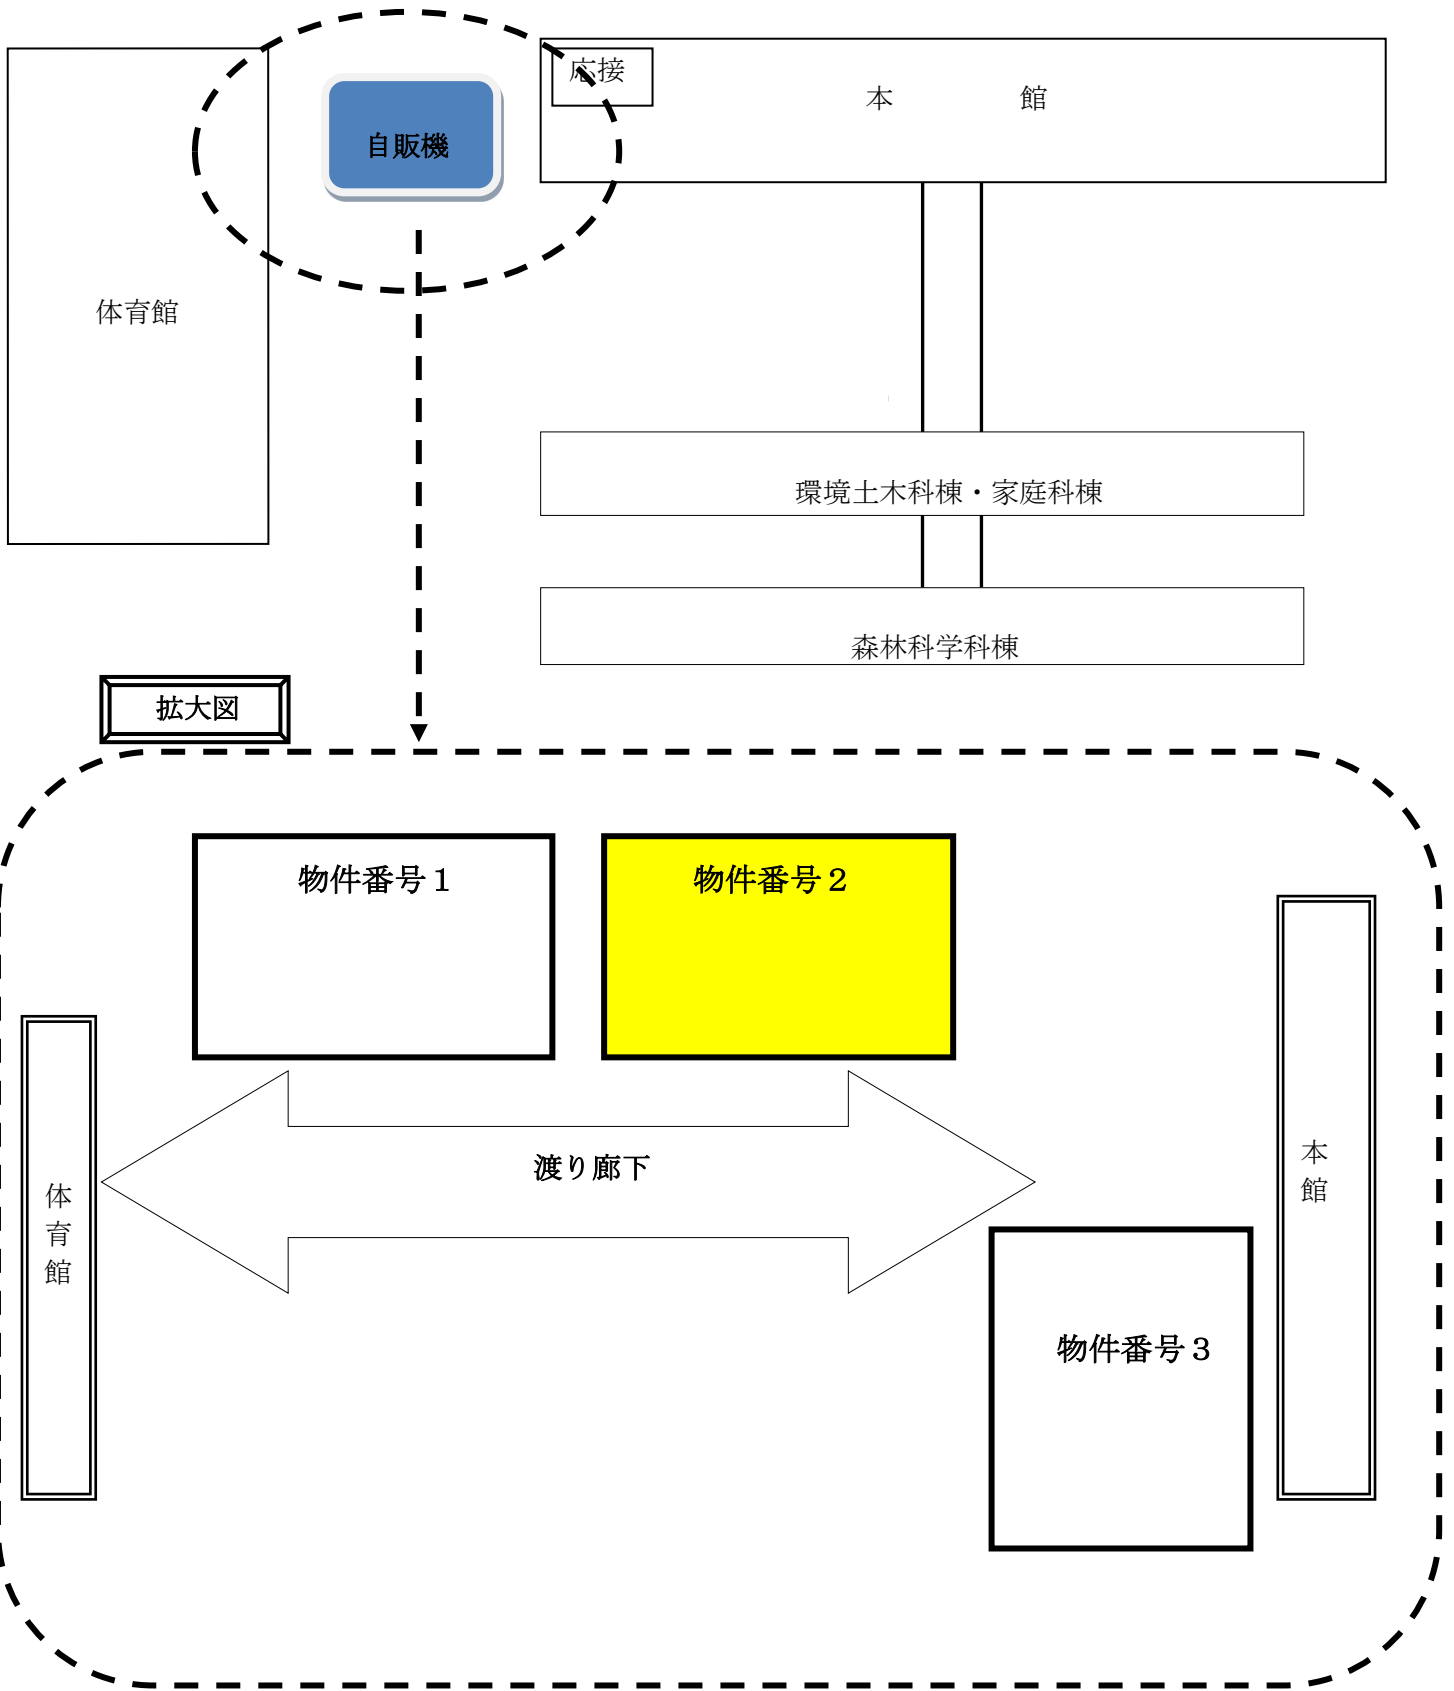 応接
本 館
自販機
体育館
環境土木科棟・家庭科棟
森林科学科棟
拡大図
物件番号１
物件番号２
渡り廊下
本館
体育館
物件番号３